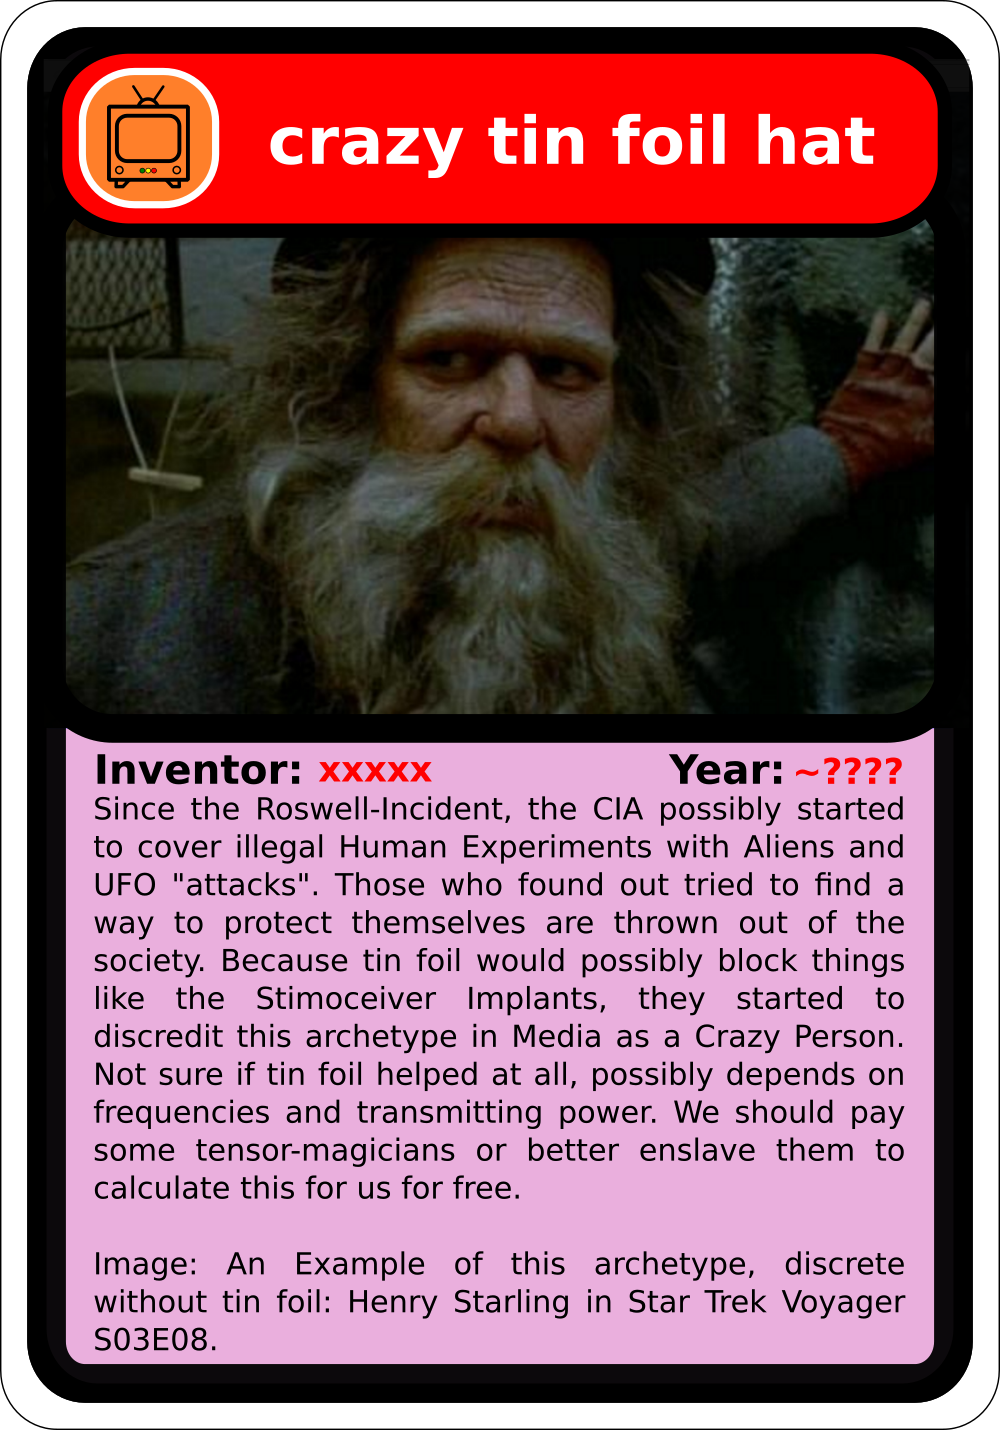 crazy tin foil hat
Inventor: xxxxx Year: ~????
Since the Roswell-Incident, the CIA possibly started
to cover illegal Human Experiments with Aliens and
UFO "attacks". Those who found out tried to find a
way to protect themselves are thrown out of the
society. Because tin foil would possibly block things
like the Stimoceiver Implants, they started to
discredit this archetype in Media as a Crazy Person.
Not sure if tin foil helped at all, possibly depends on
frequencies and transmitting power. We should pay
some tensor-magicians or better enslave them to
calculate this for us for free.
Image: An Example of this archetype, discrete
without tin foil: Henry Starling in Star Trek Voyager
S03E08.